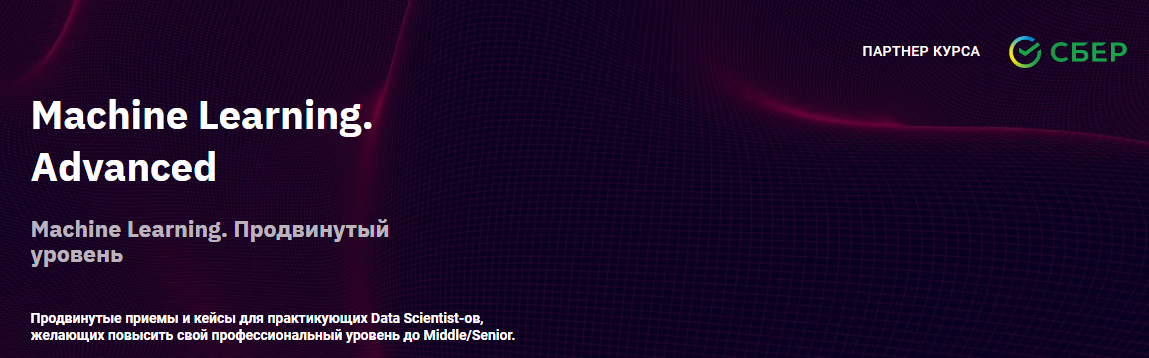 ПАРТНЕР КУРСА СБЕР
Machine Learning.
Advanced
Machine Learning. Продвинутый
уровень
Продвинутые приемы и кейсы для практикующих Data Scientist-ов,
желающих повысить свой профессиональный уровень до Middle/Senior.